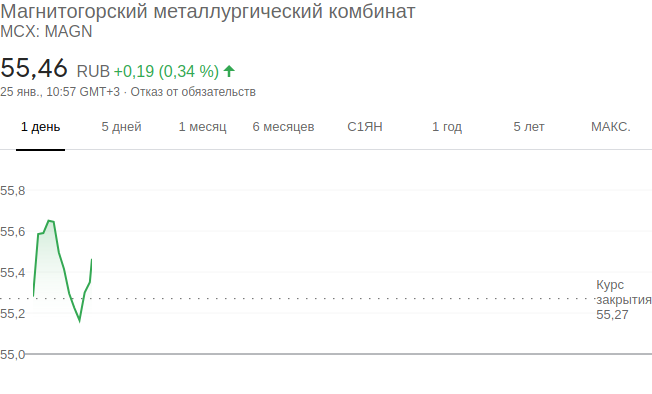 Магнитогорский металлургический комбинат
MCX: MAGN
55,46 RUB +0,19 (0,34 %)
25 янв., 10:57 GMT+3 · Отказ от обязательств
1 день 5 дней 1 месяц 6 месяцев С1ЯН 1 год 5 лет МАКС.
55,8
55,6
55,4
55,2
55,0
Курс
закрытия
55,27